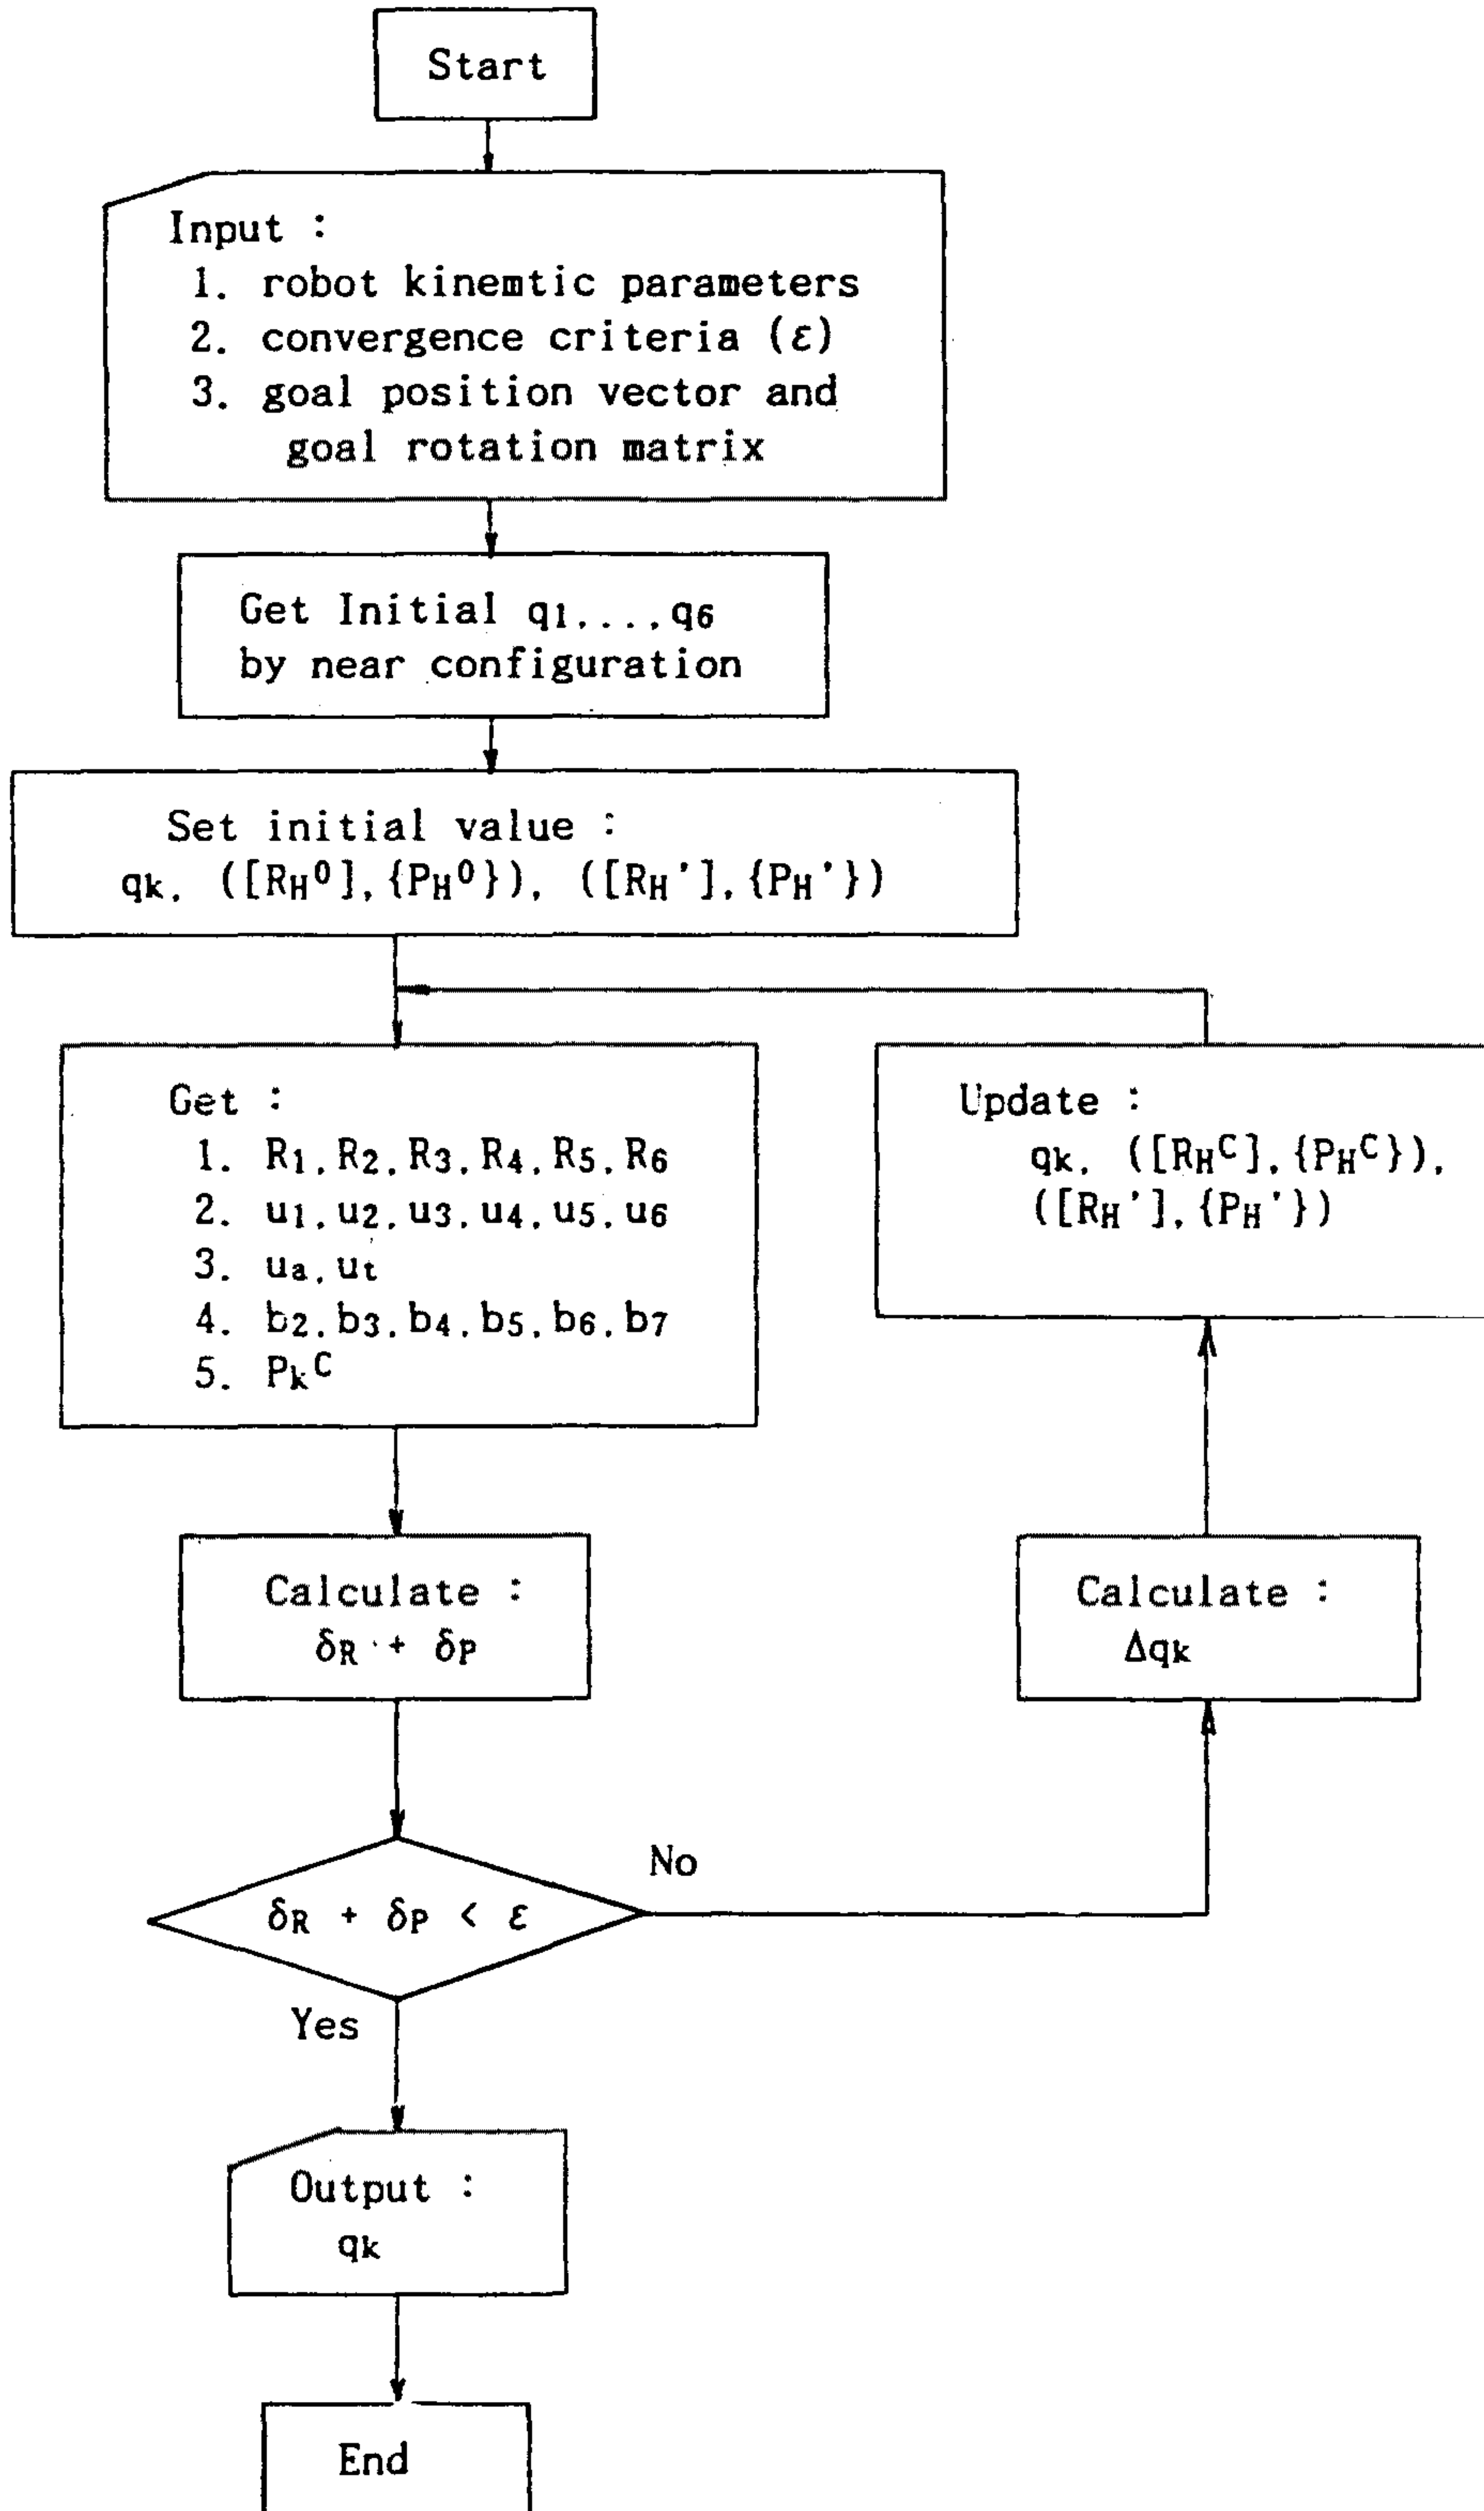 Start
Input :
1. robot kinemtic parameters
2. convergence criteria (ε)
3. goal position vector and
goal rotation matrix
Get Initial q1,...,q6
by near configuration
Set initial value :
qk, ([RH⁰],{PH⁰}), ([RH'],{PH'})
Get :
1. R1,R2,R3,R4,R5,R6
2. u1,u2,u3,u4,u5,u6
3. ua,ut
4. b2,b3,b4,b5,b6,b7
5. Pkᶜ
Update :
qk, ([RHᶜ],{PHᶜ}),
([RH'],{PH'})
Calculate :
δR + δP
Calculate :
Δqk
δR + δP < ε
No
Yes
Output :
qk
End